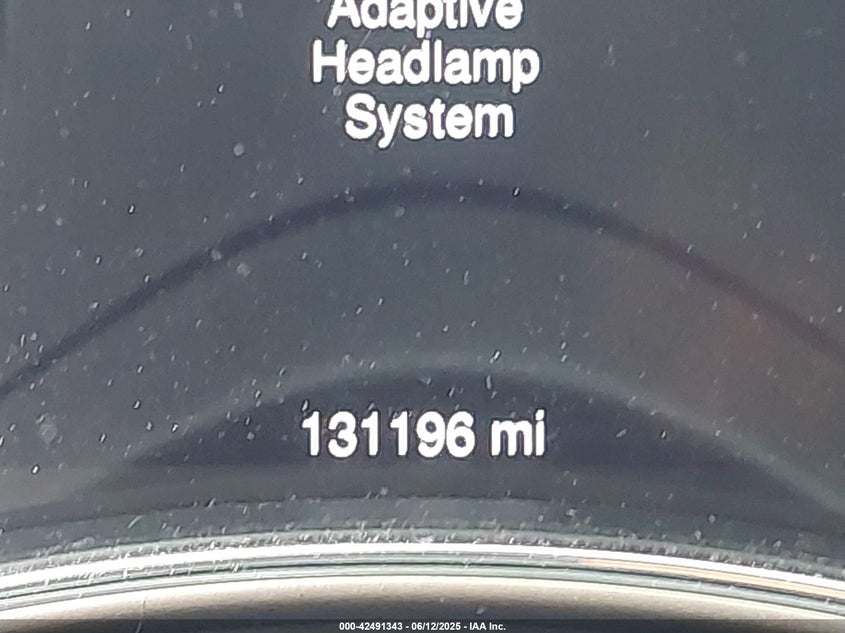 Adaptive
Headlamp
System
131196 mi
000-42491343 - 06/12/2025 - IAA Inc.